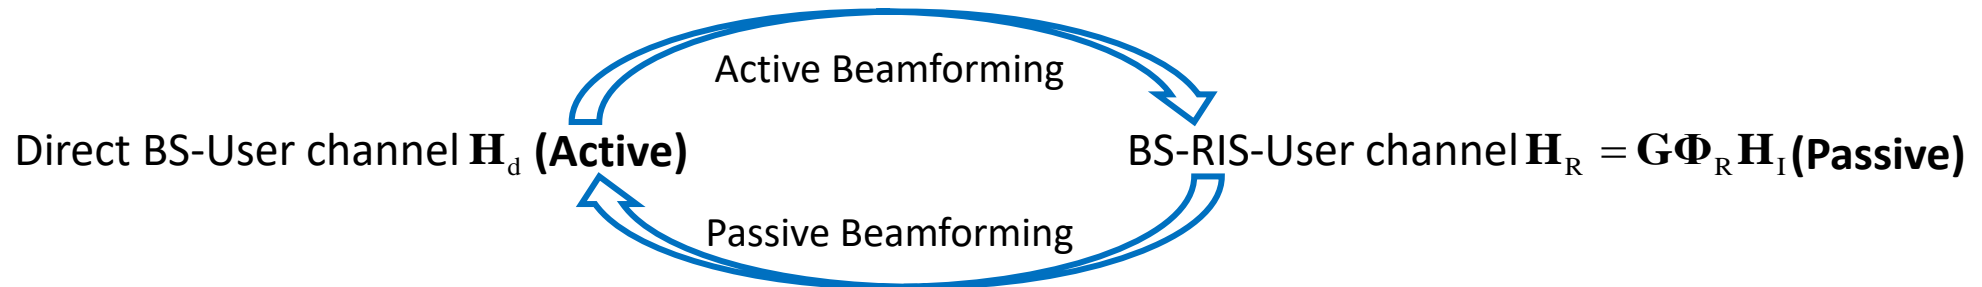 Active Beamforming
Direct BS-User channel H_d (Active)
BS-RIS-User channel H_R = GΦ_R H_I (Passive)
Passive Beamforming